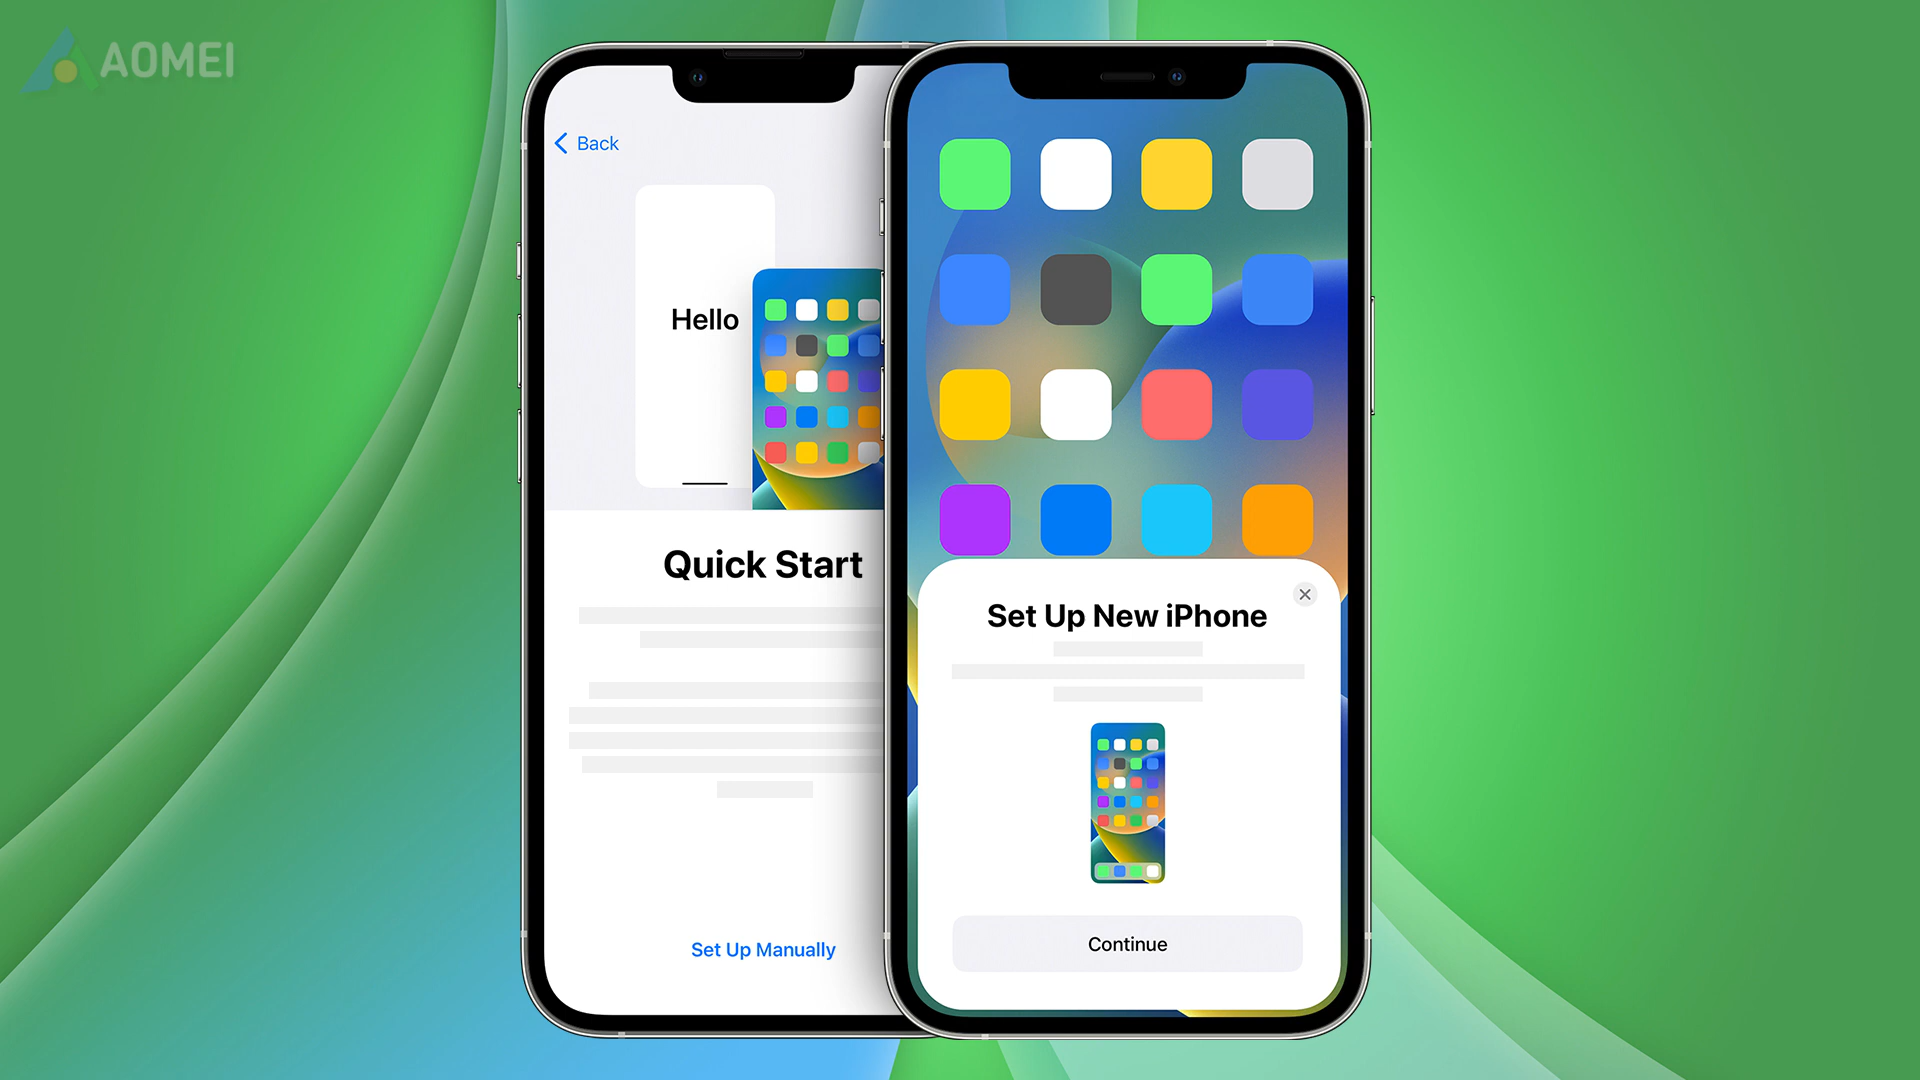 AOMEI
Back
Hello
Quick Start
Set Up Manually
Set Up New iPhone
Continue